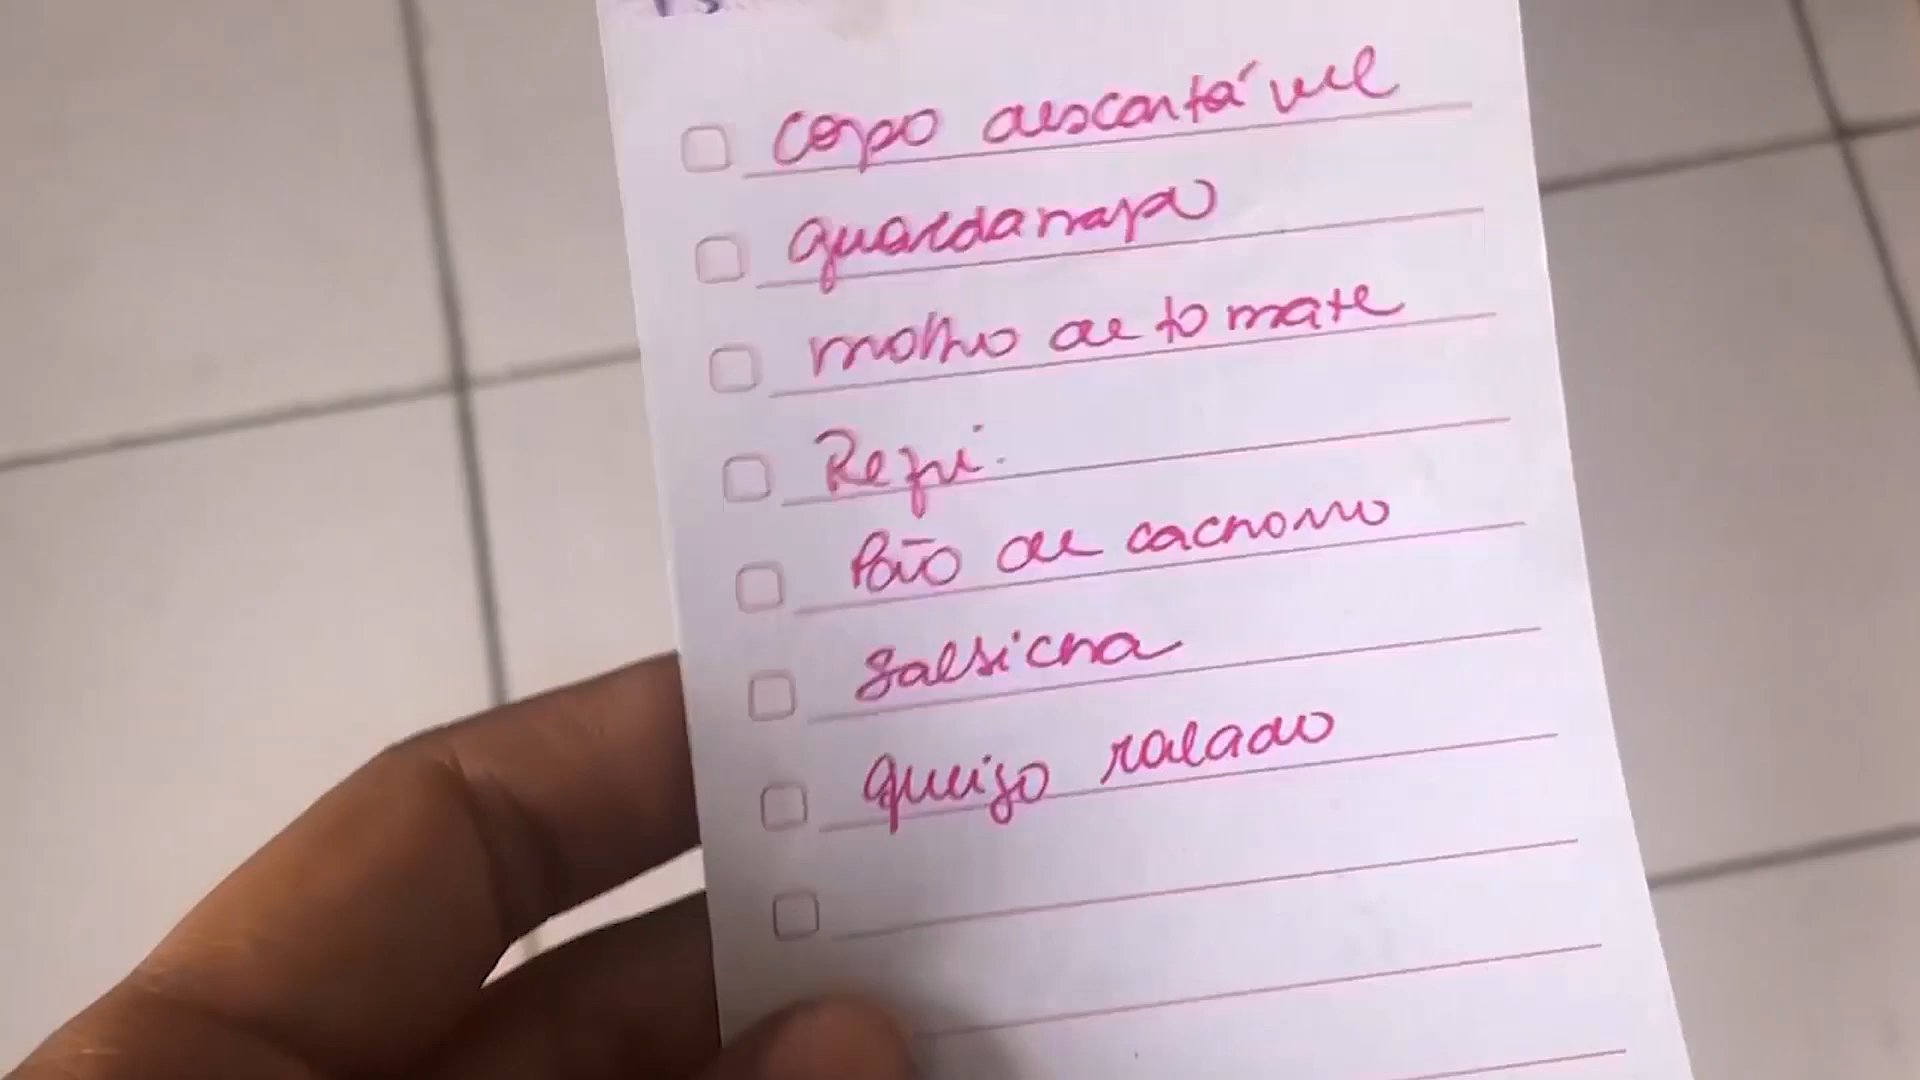 copo descartável
guardanapo
molho de tomate
Refri.
Pão de cachorro
Salsicha
queijo ralado